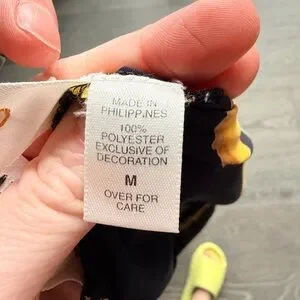 MADE IN
PHILIPPINES
100%
POLYESTER
EXCLUSIVE OF
DECORATION
M
OVER FOR
CARE